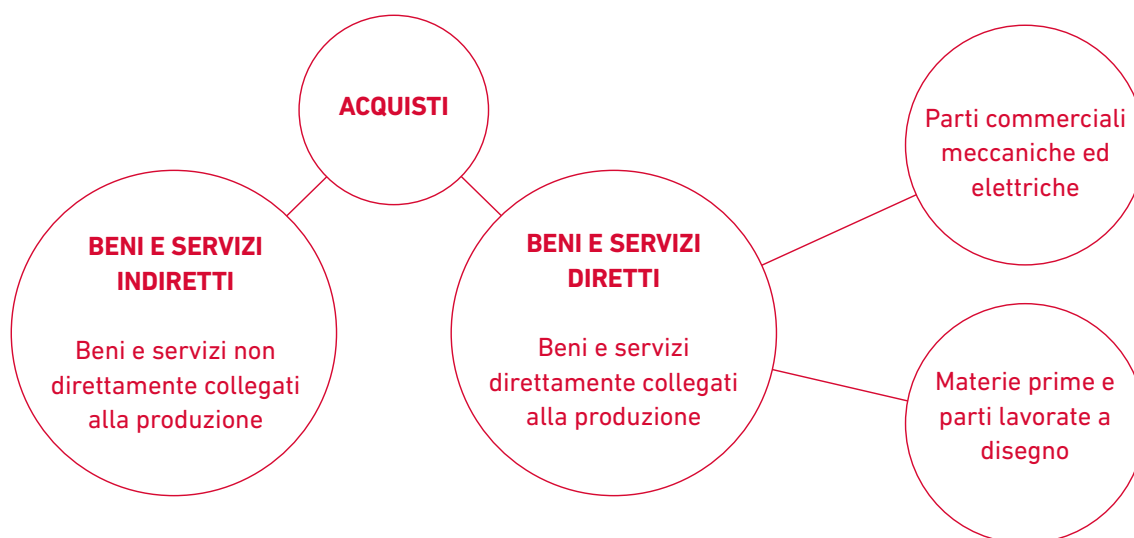 ACQUISTI
BENI E SERVIZI
INDIRETTI
Beni e servizi non
direttamente collegati
alla produzione
BENI E SERVIZI
DIRETTI
Beni e servizi
direttamente collegati
alla produzione
Parti commerciali
meccaniche ed
elettriche
Materie prime e
parti lavorate a
disegno